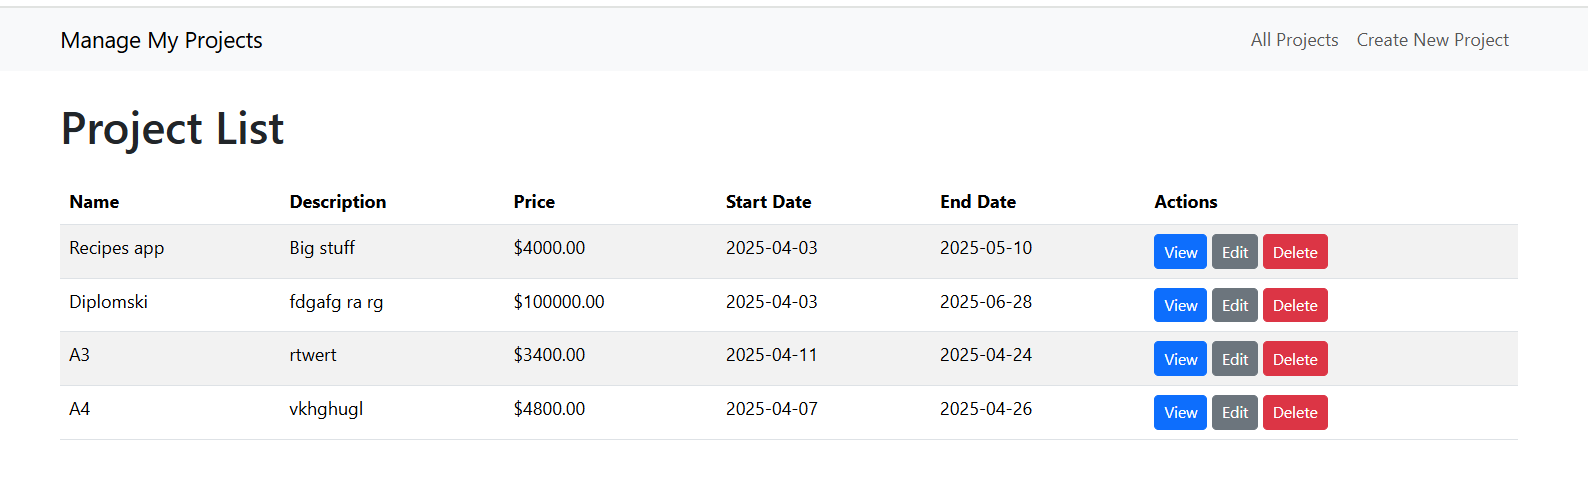 Manage My Projects All Projects Create New Project
Project List
Name Description Price Start Date End Date Actions
Recipes app Big stuff $4000.00 2025-04-03 2025-05-10 View Edit Delete
Diplomski fdgafg ra rg $100000.00 2025-04-03 2025-06-28 View Edit Delete
A3 rtwert $3400.00 2025-04-11 2025-04-24 View Edit Delete
A4 vkhghugl $4800.00 2025-04-07 2025-04-26 View Edit Delete